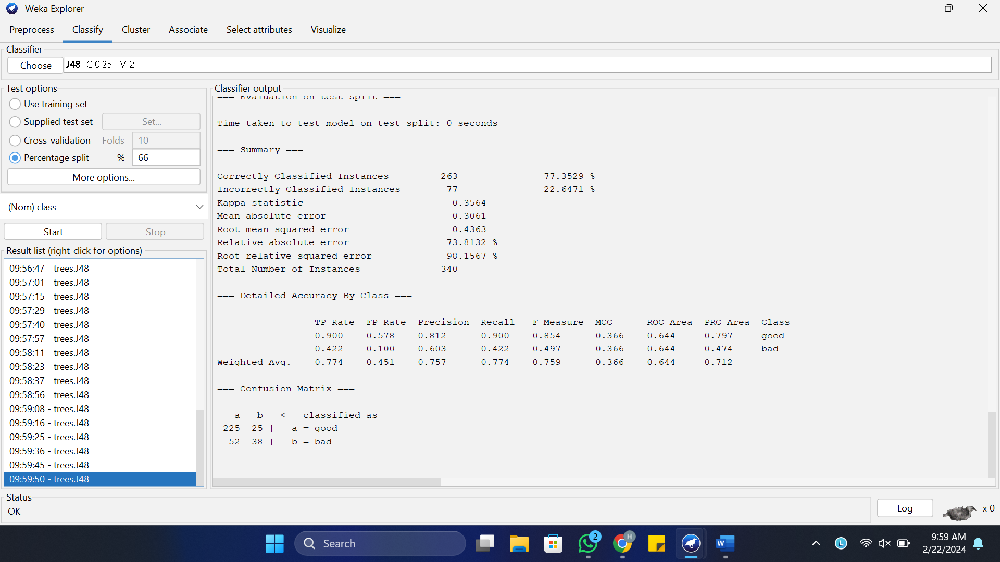 Weka Explorer
Preprocess Classify Cluster Associate Select attributes Visualize
Classifier
Choose J48 -C 0.25 -M 2
Test options
Use training set
Supplied test set Set...
Cross-validation Folds 10
Percentage split % 66
More options...
(Nom) class
Start Stop
Result list (right-click for options)
09:56:47 - trees.J48
09:57:01 - trees.J48
09:57:15 - trees.J48
09:57:29 - trees.J48
09:57:40 - trees.J48
09:57:57 - trees.J48
09:58:11 - trees.J48
09:58:23 - trees.J48
09:58:37 - trees.J48
09:58:56 - trees.J48
09:59:08 - trees.J48
09:59:16 - trees.J48
09:59:25 - trees.J48
09:59:36 - trees.J48
09:59:45 - trees.J48
09:59:50 - trees.J48
Classifier output
=== Evaluation on test split ===
Time taken to test model on test split: 0 seconds
=== Summary ===
Correctly Classified Instances 263 77.3529 %
Incorrectly Classified Instances 77 22.6471 %
Kappa statistic 0.3564
Mean absolute error 0.3061
Root mean squared error 0.4363
Relative absolute error 73.8132 %
Root relative squared error 98.1567 %
Total Number of Instances 340
=== Detailed Accuracy By Class ===
TP Rate FP Rate Precision Recall F-Measure MCC ROC Area PRC Area Class
0.900 0.578 0.812 0.900 0.854 0.366 0.644 0.797 good
0.422 0.100 0.603 0.422 0.497 0.366 0.644 0.474 bad
Weighted Avg. 0.774 0.451 0.757 0.774 0.759 0.366 0.644 0.712
=== Confusion Matrix ===
a b <-- classified as
225 25 | a = good
52 38 | b = bad
Status
OK
Log x 0
Search
2
H
W
L
9:59 AM
2/22/2024